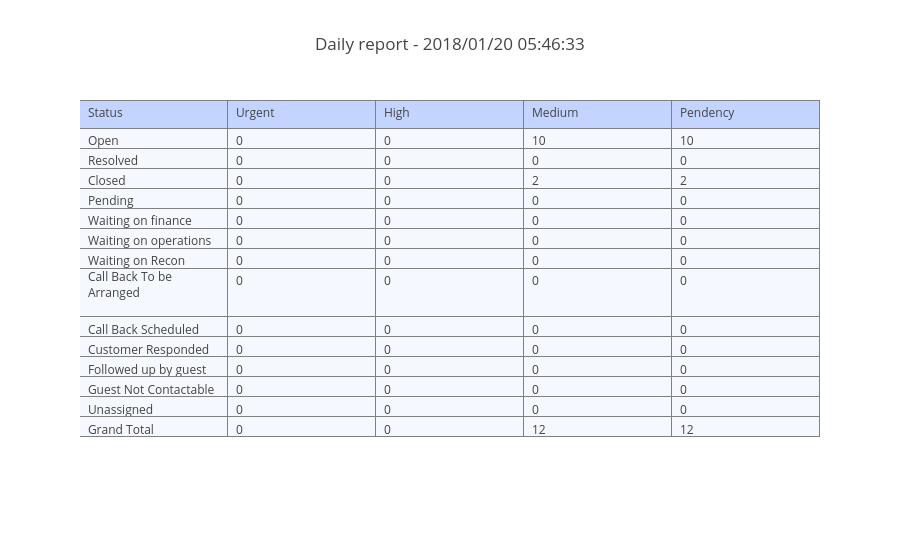 Daily report - 2018/01/20 05:46:33
Status Urgent High Medium Pendency
Open 0 0 10 10
Resolved 0 0 0 0
Closed 0 0 2 2
Pending 0 0 0 0
Waiting on finance 0 0 0 0
Waiting on operations 0 0 0 0
Waiting on Recon 0 0 0 0
Call Back To be
Arranged 0 0 0 0
Call Back Scheduled 0 0 0 0
Customer Responded 0 0 0 0
Followed up by guest 0 0 0 0
Guest Not Contactable 0 0 0 0
Unassigned 0 0 0 0
Grand Total 0 0 12 12